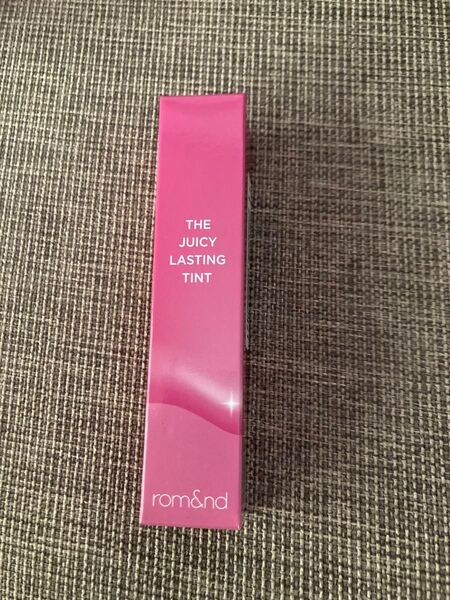 THE
JUICY
LASTING
TINT
rom&nd